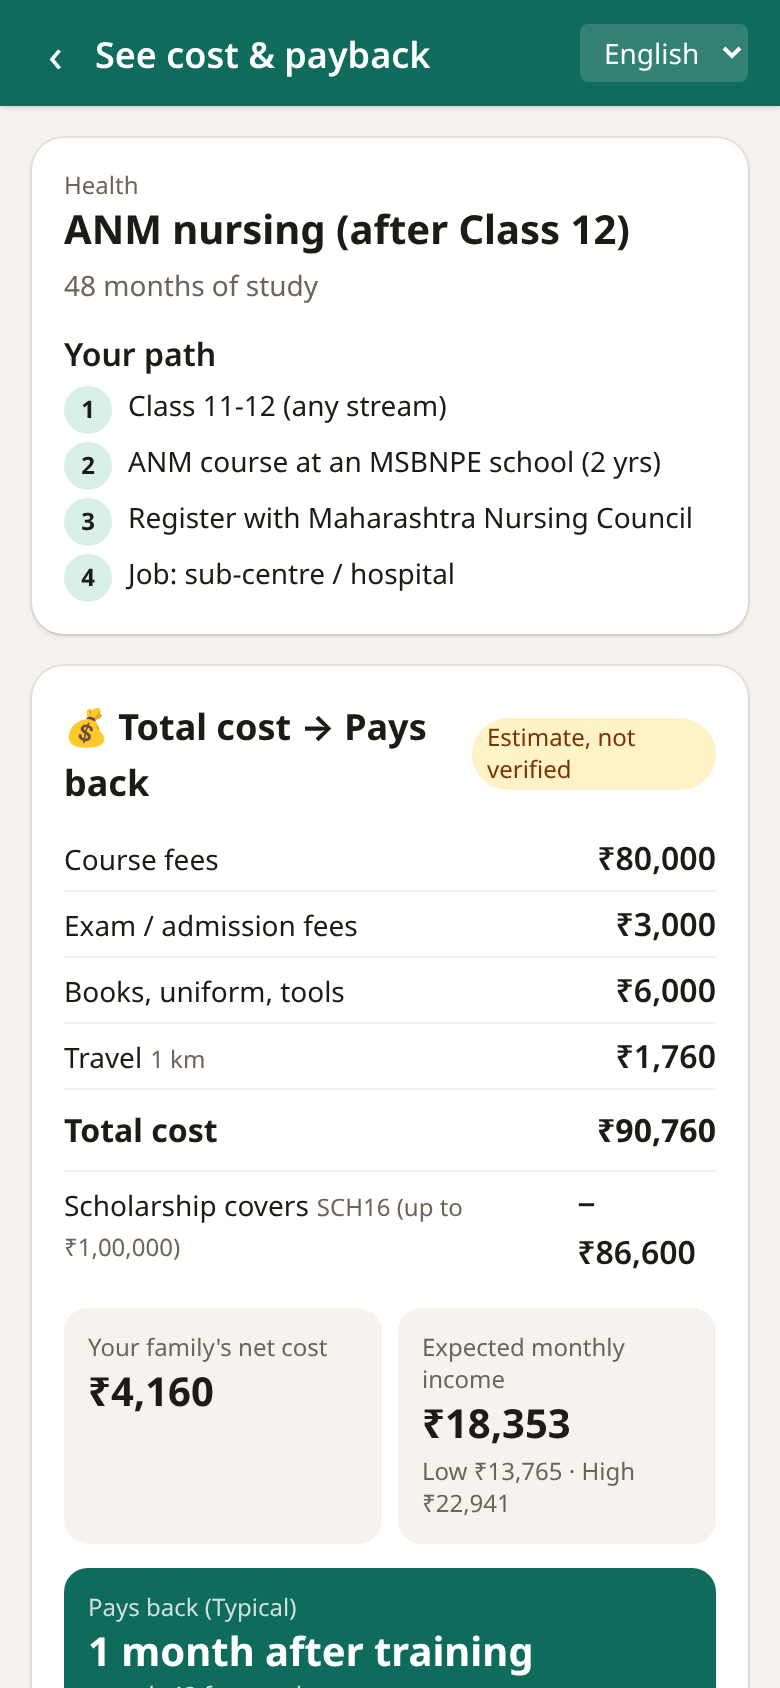 ‹ See cost & payback English
Health
ANM nursing (after Class 12)
48 months of study
Your path
1 Class 11-12 (any stream)
2 ANM course at an MSBNPE school (2 yrs)
3 Register with Maharashtra Nursing Council
4 Job: sub-centre / hospital
💰 Total cost → Pays
back
Estimate, not
verified
Course fees ₹80,000
Exam / admission fees ₹3,000
Books, uniform, tools ₹6,000
Travel 1 km ₹1,760
Total cost ₹90,760
Scholarship covers SCH16 (up to
₹1,00,000)
−
₹86,600
Your family's net cost
₹4,160
Expected monthly
income
₹18,353
Low ₹13,765 · High
₹22,941
Pays back (Typical)
1 month after training